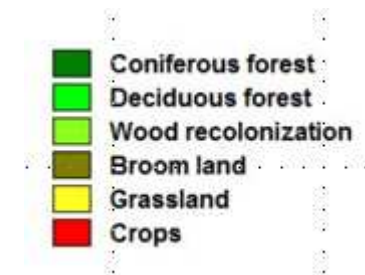 Coniferous forest
Deciduous forest
Wood recolonization
Broom land
Grassland
Crops